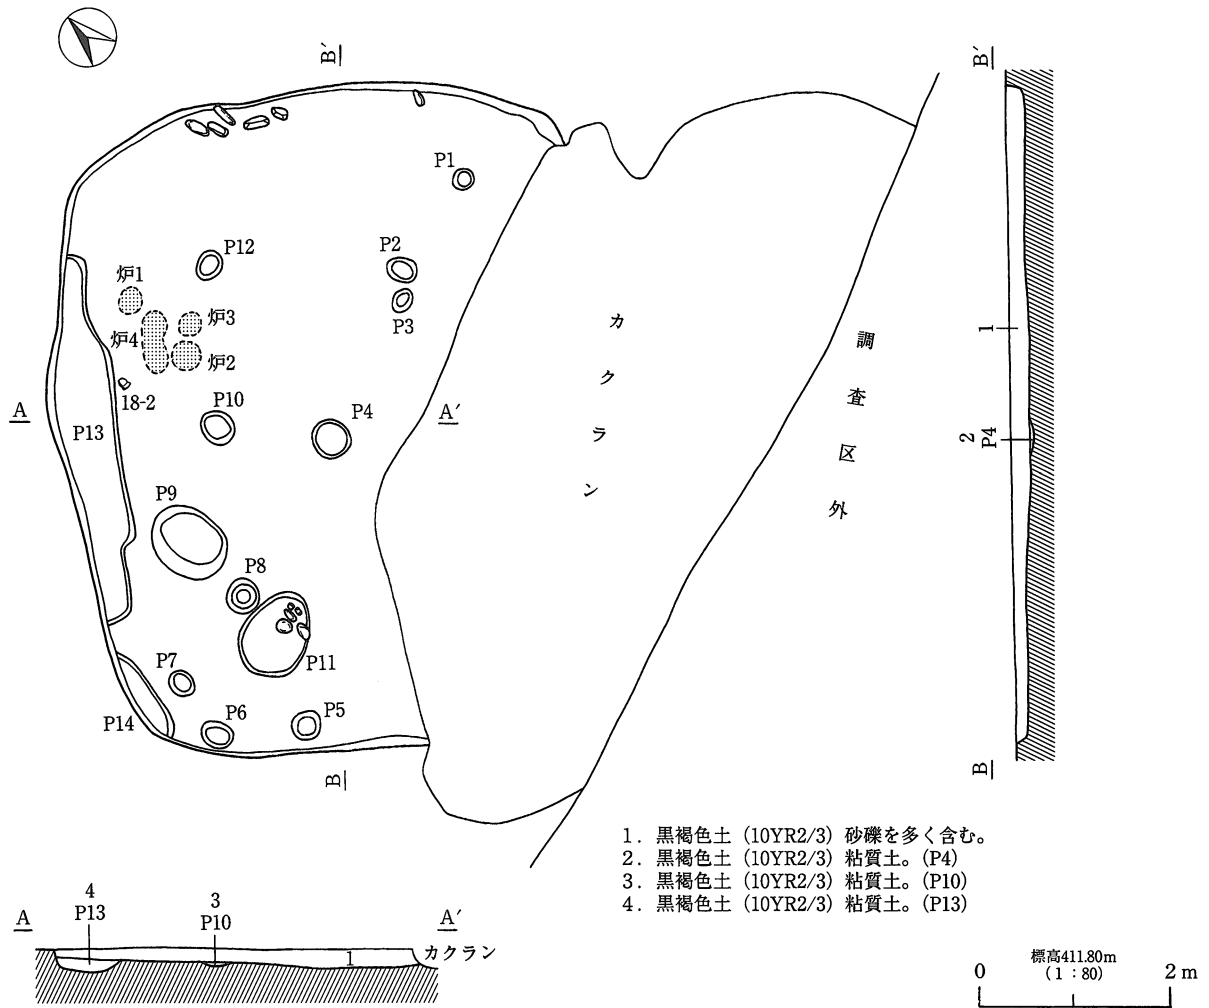 B′
B′
P1
P12
P2
炉1
P3
炉3
炉4
炉2
18-2
P10
P4
A
A′
P13
カクラン
調査区外
1
2
P4
P9
P8
P11
P7
P14
P6
P5
B
B
1. 黒褐色土 (10YR2/3) 砂礫を多く含む。
2. 黒褐色土 (10YR2/3) 粘質土。(P4)
3. 黒褐色土 (10YR2/3) 粘質土。(P10)
4. 黒褐色土 (10YR2/3) 粘質土。(P13)
A
4
P13
3
P10
A′
1
カクラン
標高411.80m
(1:80)
0
2m